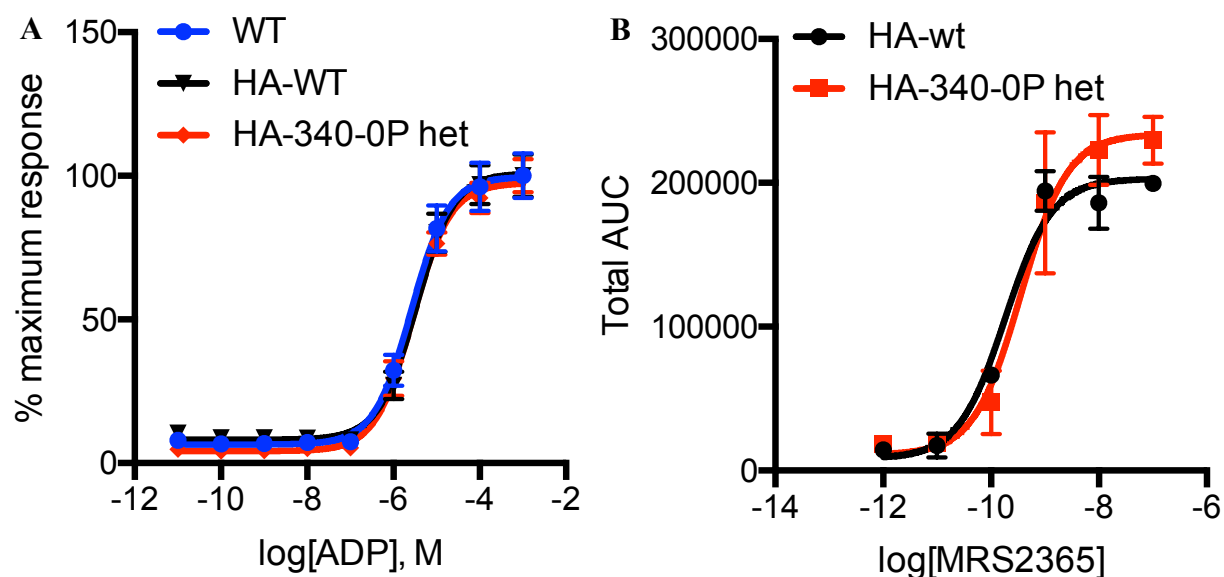 A
WT
HA-WT
HA-340-0P het
% maximum response
150
100
50
0
-12 -10 -8 -6 -4 -2
log[ADP], M
B
HA-wt
HA-340-0P het
Total AUC
300000
200000
100000
0
-14 -12 -10 -8 -6
log[MRS2365]